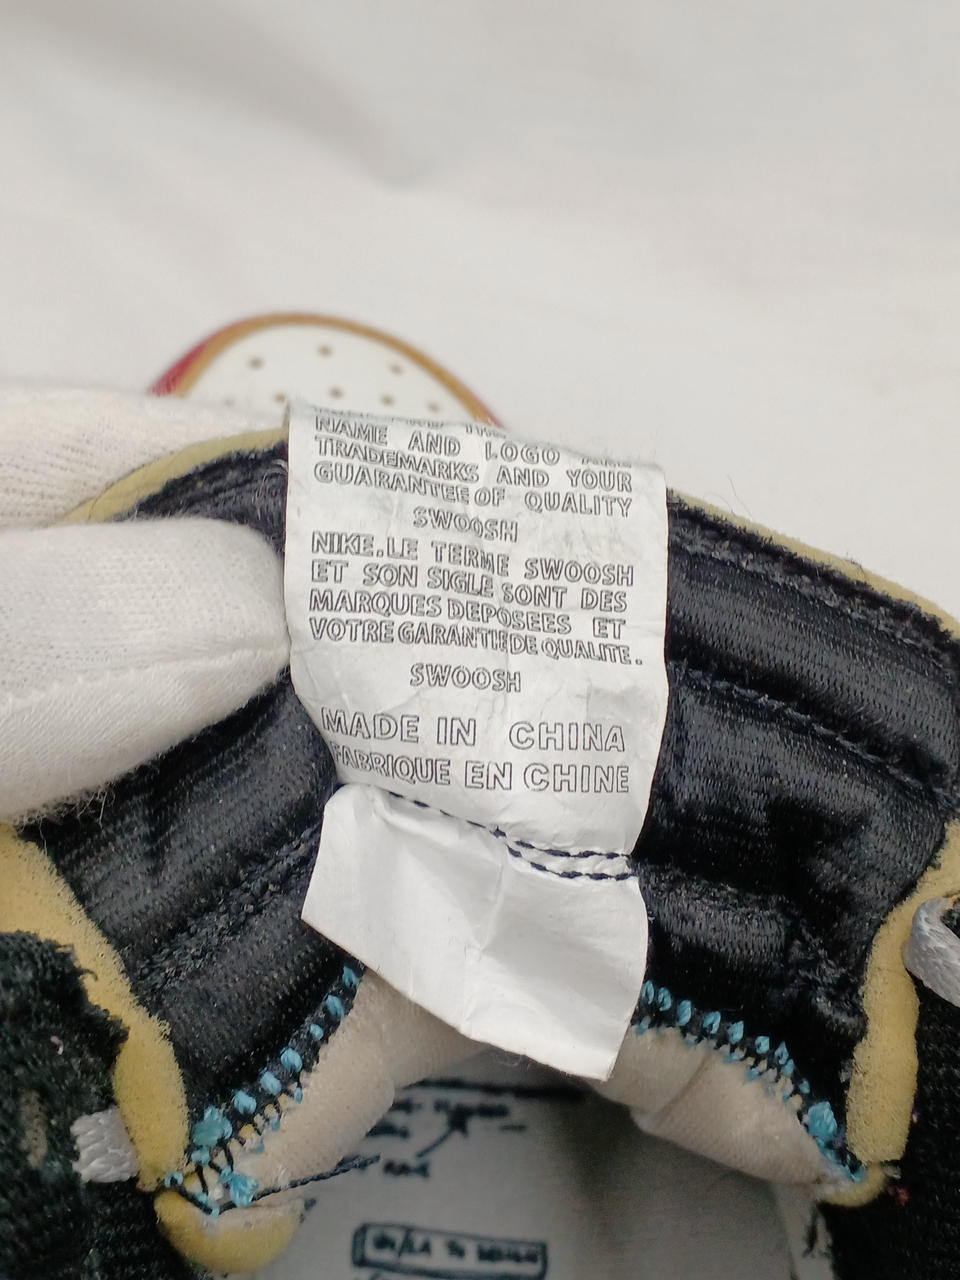 NAME AND LOGO ARE
TRADEMARKS AND YOUR
GUARANTEE OF QUALITY
SWOOSH
NIKE. LE TERME SWOOSH
ET SON SIGLE SONT DES
MARQUES DEPOSEES ET
VOTRE GARANTIE DE QUALITE.
SWOOSH
MADE IN CHINA
FABRIQUE EN CHINE